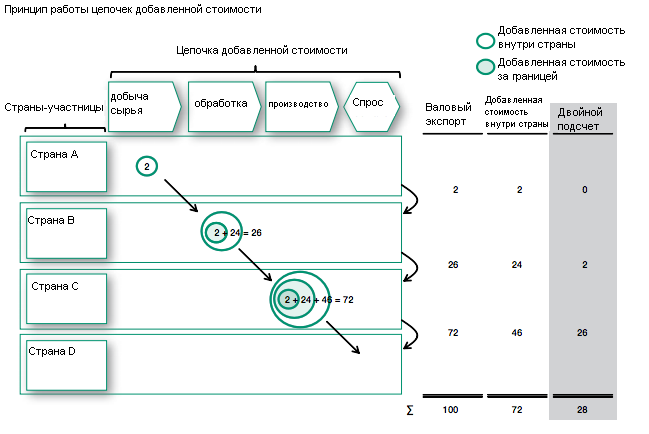 Принцип работы цепочек добавленной стоимости
Добавленная стоимость
внутри страны
Добавленная стоимость
за границей
Цепочка добавленной стоимости
Страны-участницы
добыча
сырья
обработка
производство
Спрос
Валовый
экспорт
Добавленная
стоимость
внутри страны
Двойной
подсчет
Страна A
2
2
2
0
Страна B
2 + 24 = 26
26
24
2
Страна C
2 + 24 + 46 = 72
72
46
26
Страна D
Σ
100
72
28